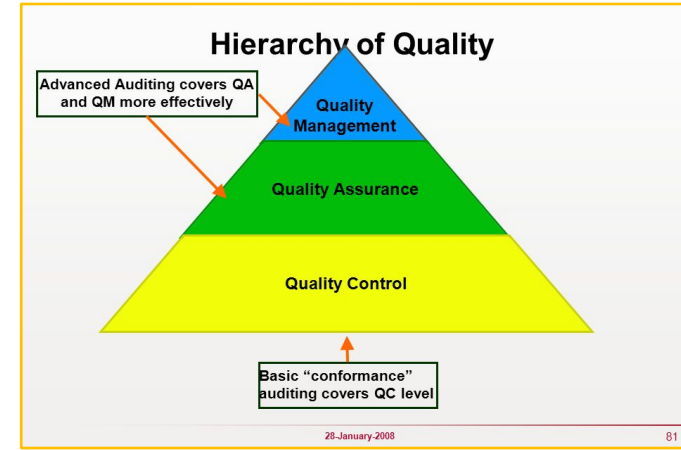 Hierarchy of Quality
Advanced Auditing covers QA
and QM more effectively
Quality
Management
Quality Assurance
Quality Control
Basic “conformance”
auditing covers QC level
28-January-2008
81